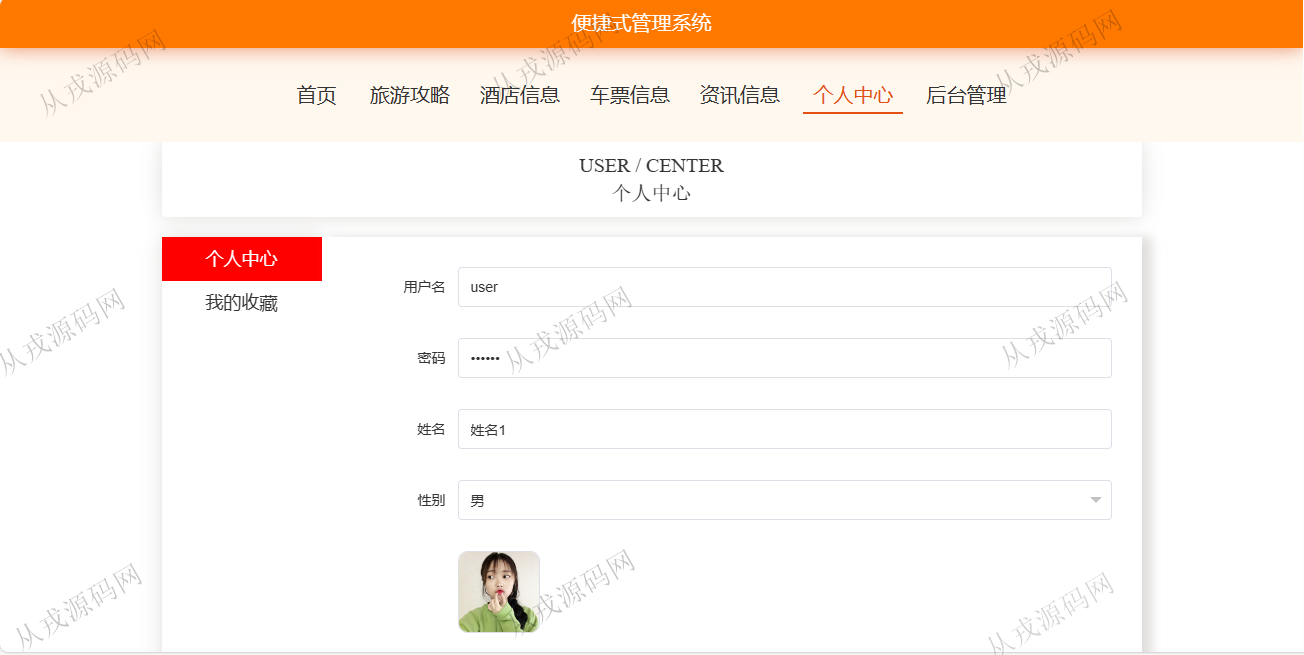 便捷式管理系统
首页 旅游攻略 酒店信息 车票信息 资讯信息 个人中心 后台管理
USER / CENTER
个人中心
个人中心
我的收藏
用户名 user
密码 ••••••
姓名 姓名1
性别 男
从戎源码网
从戎源码网
从戎源码网
从戎源码网
从戎源码网
从戎源码网
从戎源码网
从戎源码网
从戎源码网